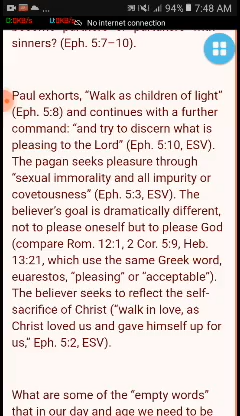 0:0KB/s U:0KB/s 94% 7:48 AM
No internet connection
sinners? (Eph. 5:7–10).
Paul exhorts, “Walk as children of light”
(Eph. 5:8) and continues with a further
command: “and try to discern what is
pleasing to the Lord” (Eph. 5:10, ESV).
The pagan seeks pleasure through
“sexual immorality and all impurity or
covetousness” (Eph. 5:3, ESV). The
believer’s goal is dramatically different,
not to please oneself but to please God
(compare Rom. 12:1, 2 Cor. 5:9, Heb.
13:21, which use the same Greek word,
euarestos, “pleasing” or “acceptable”).
The believer seeks to reflect the self-
sacrifice of Christ (“walk in love, as
Christ loved us and gave himself up for
us,” Eph. 5:2, ESV).
What are some of the “empty words”
that in our day and age we need to be